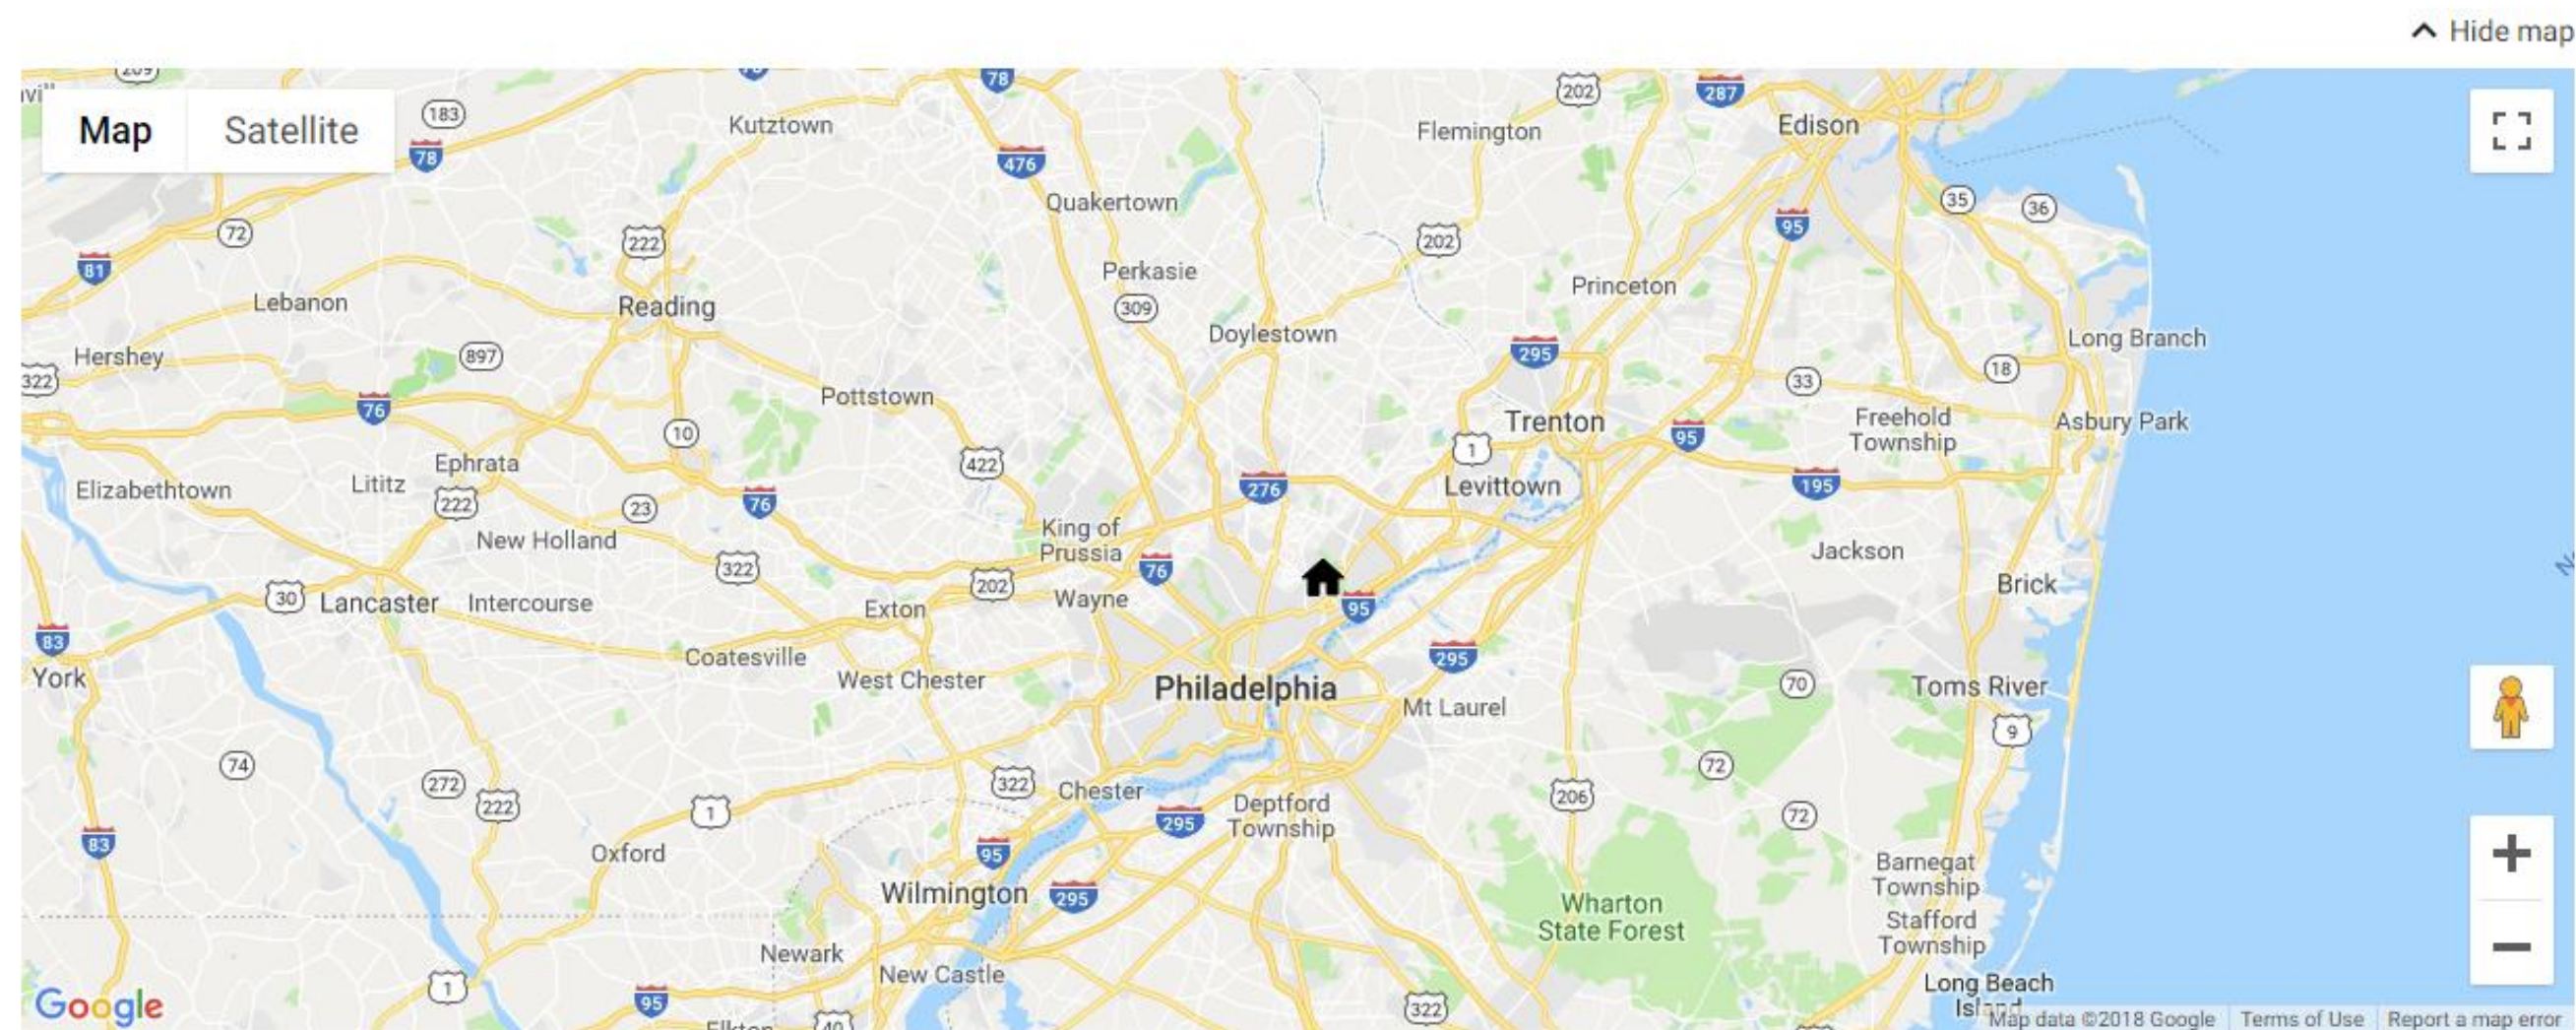 Hide map
209
Map
Satellite
183
78
Kutztown
78
476
Flemington
202
287
Edison
Quakertown
35
36
72
222
202
95
81
Perkasie
Lebanon
Reading
309
Princeton
Doylestown
Long Branch
Hershey
897
295
322
76
Pottstown
33
18
Trenton
Freehold
Township
Asbury Park
10
1
95
Ephrata
422
Elizabethtown
Lititz
222
76
276
Levittown
195
23
New Holland
King of
Prussia
322
76
Jackson
202
Brick
30
Lancaster
Intercourse
Exton
Wayne
95
83
York
Coatesville
West Chester
295
Philadelphia
Mt Laurel
70
Toms River
9
74
272
222
1
322
Chester
295
Deptford
Township
206
72
72
83
Oxford
95
Wilmington
295
Barnegat
Township
Wharton
State Forest
Stafford
Township
Newark
New Castle
1
95
40
322
Long Beach
Island
Google
Elkton
Map data ©2018 Google
Terms of Use
Report a map error